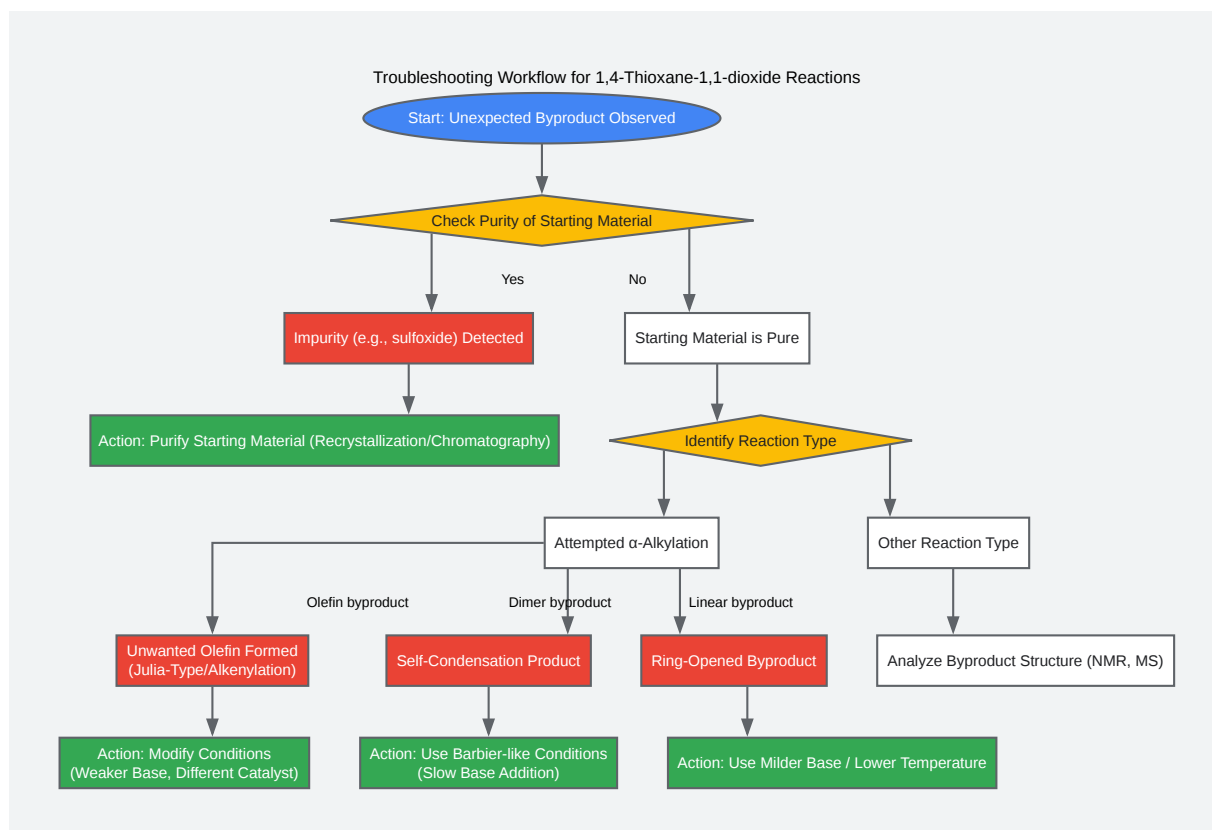 Troubleshooting Workflow for 1,4-Thioxane-1,1-dioxide Reactions
Start: Unexpected Byproduct Observed
Check Purity of Starting Material
Yes
No
Impurity (e.g., sulfoxide) Detected
Starting Material is Pure
Action: Purify Starting Material (Recrystallization/Chromatography)
Identify Reaction Type
Attempted α-Alkylation
Other Reaction Type
Olefin byproduct
Dimer byproduct
Linear byproduct
Unwanted Olefin Formed
(Julia-Type/Alkenylation)
Self-Condensation Product
Ring-Opened Byproduct
Analyze Byproduct Structure (NMR, MS)
Action: Modify Conditions
(Weaker Base, Different Catalyst)
Action: Use Barbier-like Conditions
(Slow Base Addition)
Action: Use Milder Base / Lower Temperature